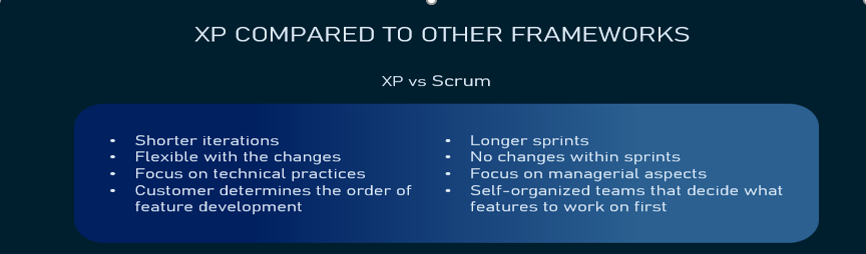 XP COMPARED TO OTHER FRAMEWORKS
XP vs Scrum
• Shorter iterations
• Flexible with the changes
• Focus on technical practices
• Customer determines the order of
feature development
• Longer sprints
• No changes within sprints
• Focus on managerial aspects
• Self-organized teams that decide what
features to work on first